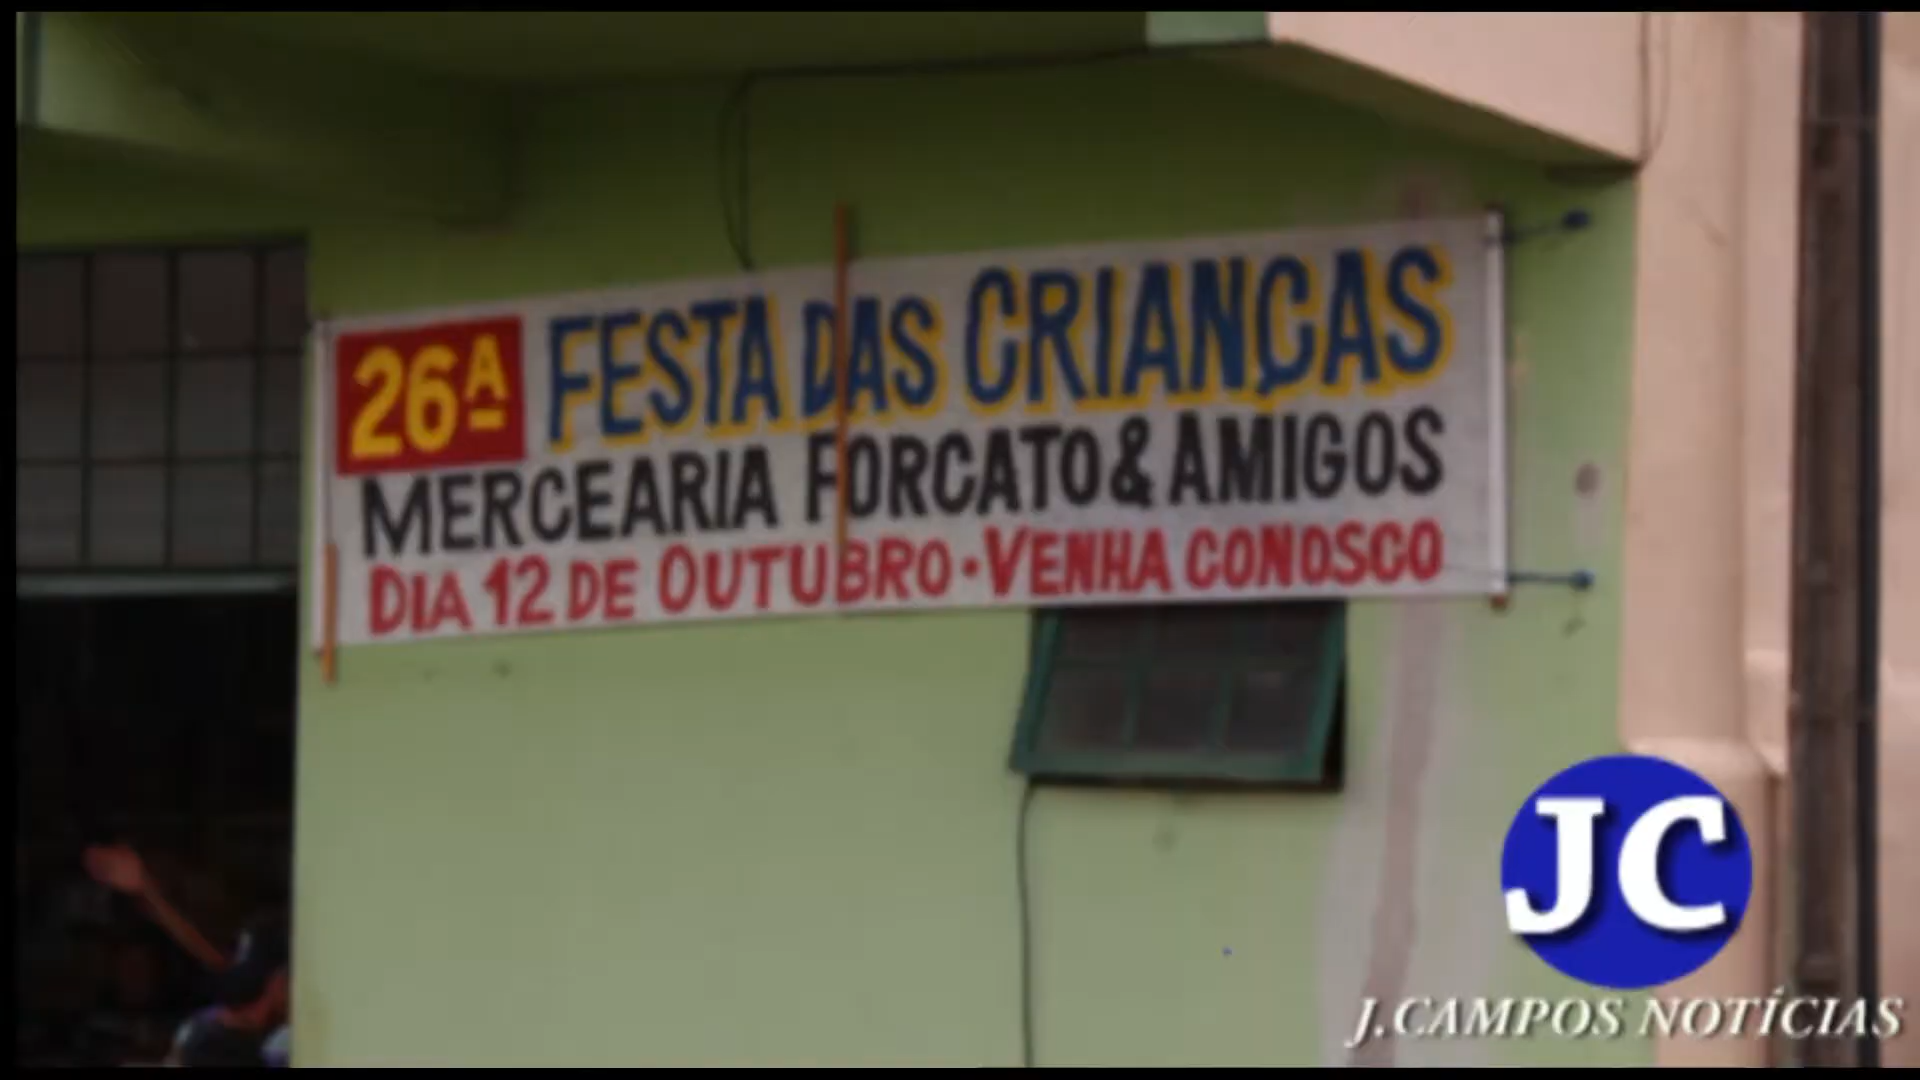 26ª FESTA DAS CRIANÇAS
MERCEARIA FORCATO & AMIGOS
DIA 12 DE OUTUBRO • VENHA CONOSCO
JC
J.CAMPOS NOTÍCIAS